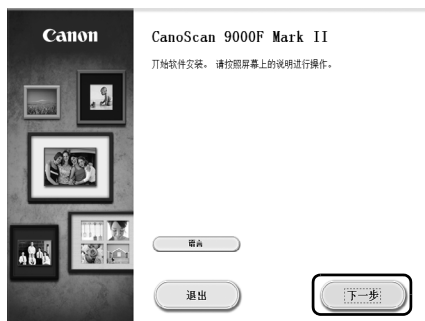 Canon
CanoScan 9000F Mark II
开始软件安装。 请按照屏幕上的说明进行操作。
语言
退出
下一步